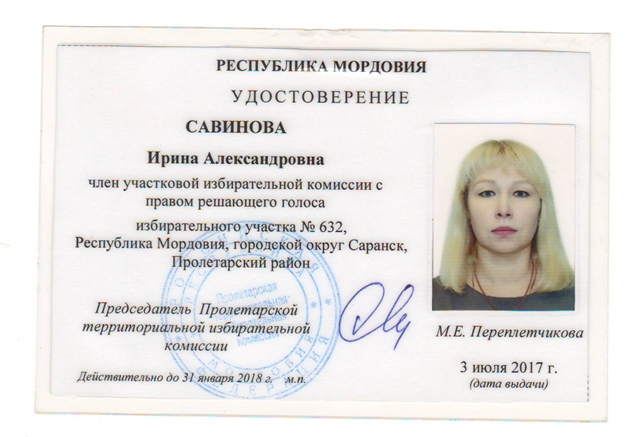 РЕСПУБЛИКА МОРДОВИЯ
УДОСТОВЕРЕНИЕ
САВИНОВА
Ирина Александровна
член участковой избирательной комиссии с
правом решающего голоса
избирательного участка № 632,
Республика Мордовия, городской округ Саранск,
Пролетарский район
Пролетарская
Председатель Пролетарской
территориальной избирательной
комиссии
М.Е. Переплетчикова
3 июля 2017 г.
(дата выдачи)
Действительно до 31 января 2018 г. м.п.